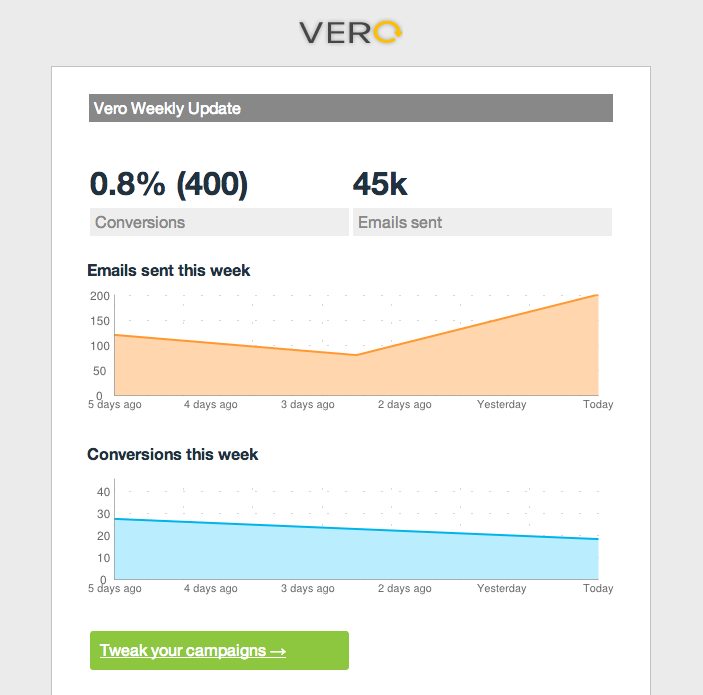 VERO
Vero Weekly Update
0.8% (400) 45k
Conversions Emails sent
Emails sent this week
200
150
100
50
0
5 days ago 4 days ago 3 days ago 2 days ago Yesterday Today
Conversions this week
40
30
20
10
0
5 days ago 4 days ago 3 days ago 2 days ago Yesterday Today
Tweak your campaigns →